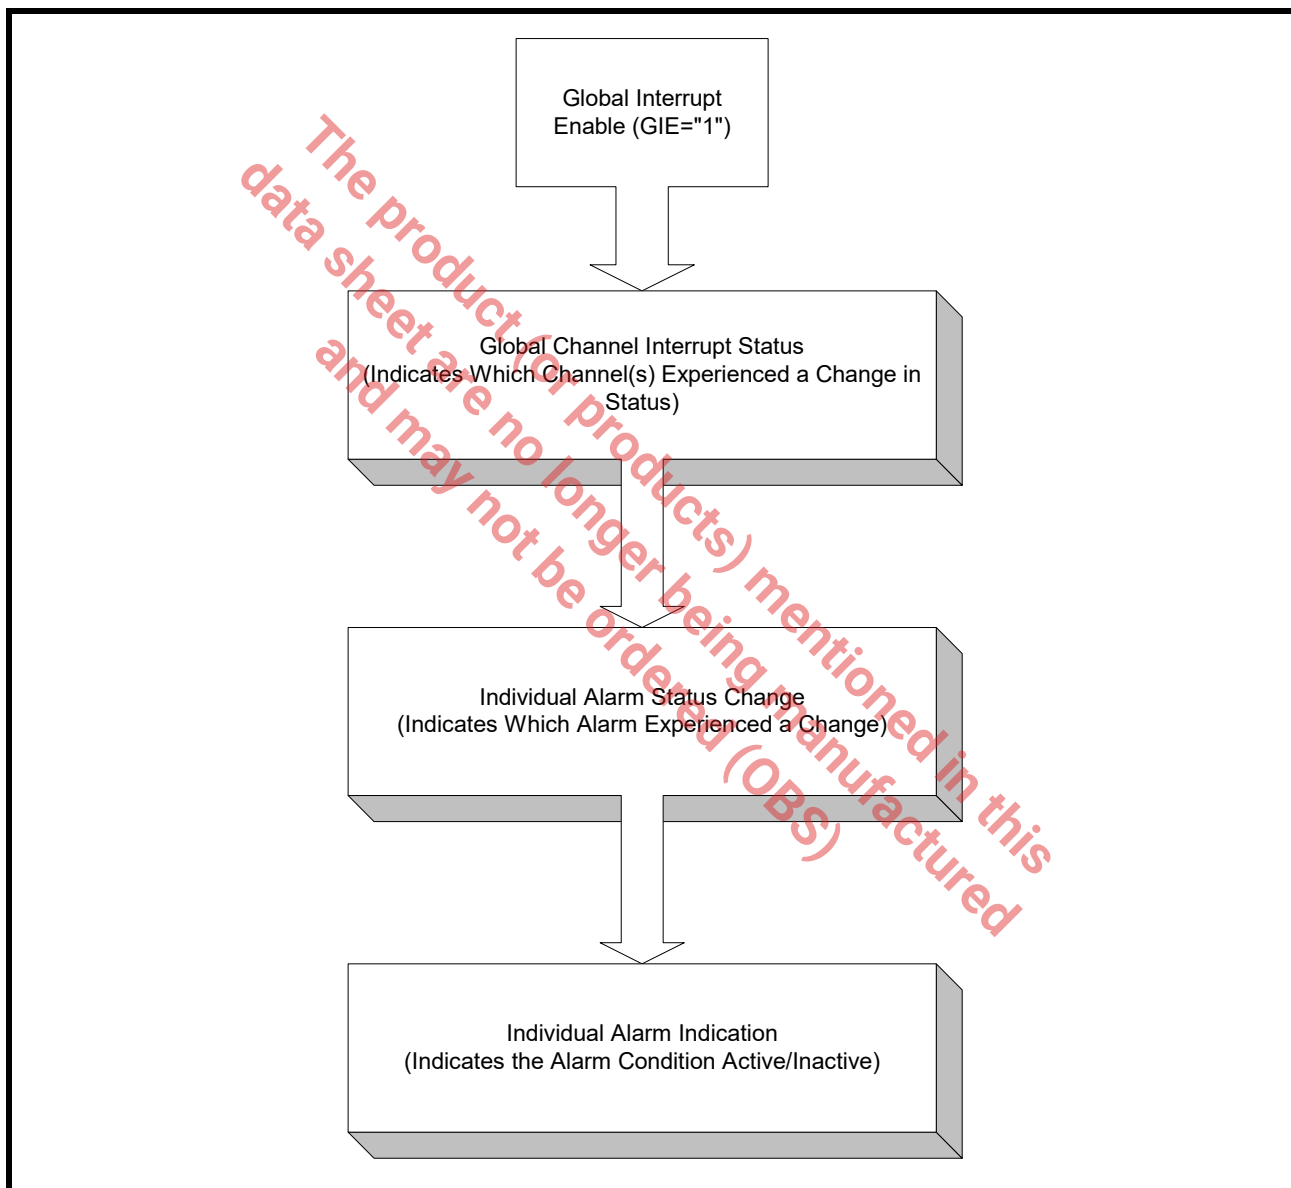 Global Interrupt
Enable (GIE="1")
Global Channel Interrupt Status
(Indicates Which Channel(s) Experienced a Change in
Status)
Individual Alarm Status Change
(Indicates Which Alarm Experienced a Change)
Individual Alarm Indication
(Indicates the Alarm Condition Active/Inactive)
The product (or products) mentioned in this
data sheet are no longer being manufactured
and may not be ordered (OBS)